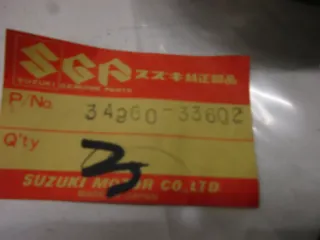 SGP スズキ純正部品
SUZUKI GENUINE PARTS
P/No. 34960-33602
Q'ty
SUZUKI MOTOR CO.,LTD